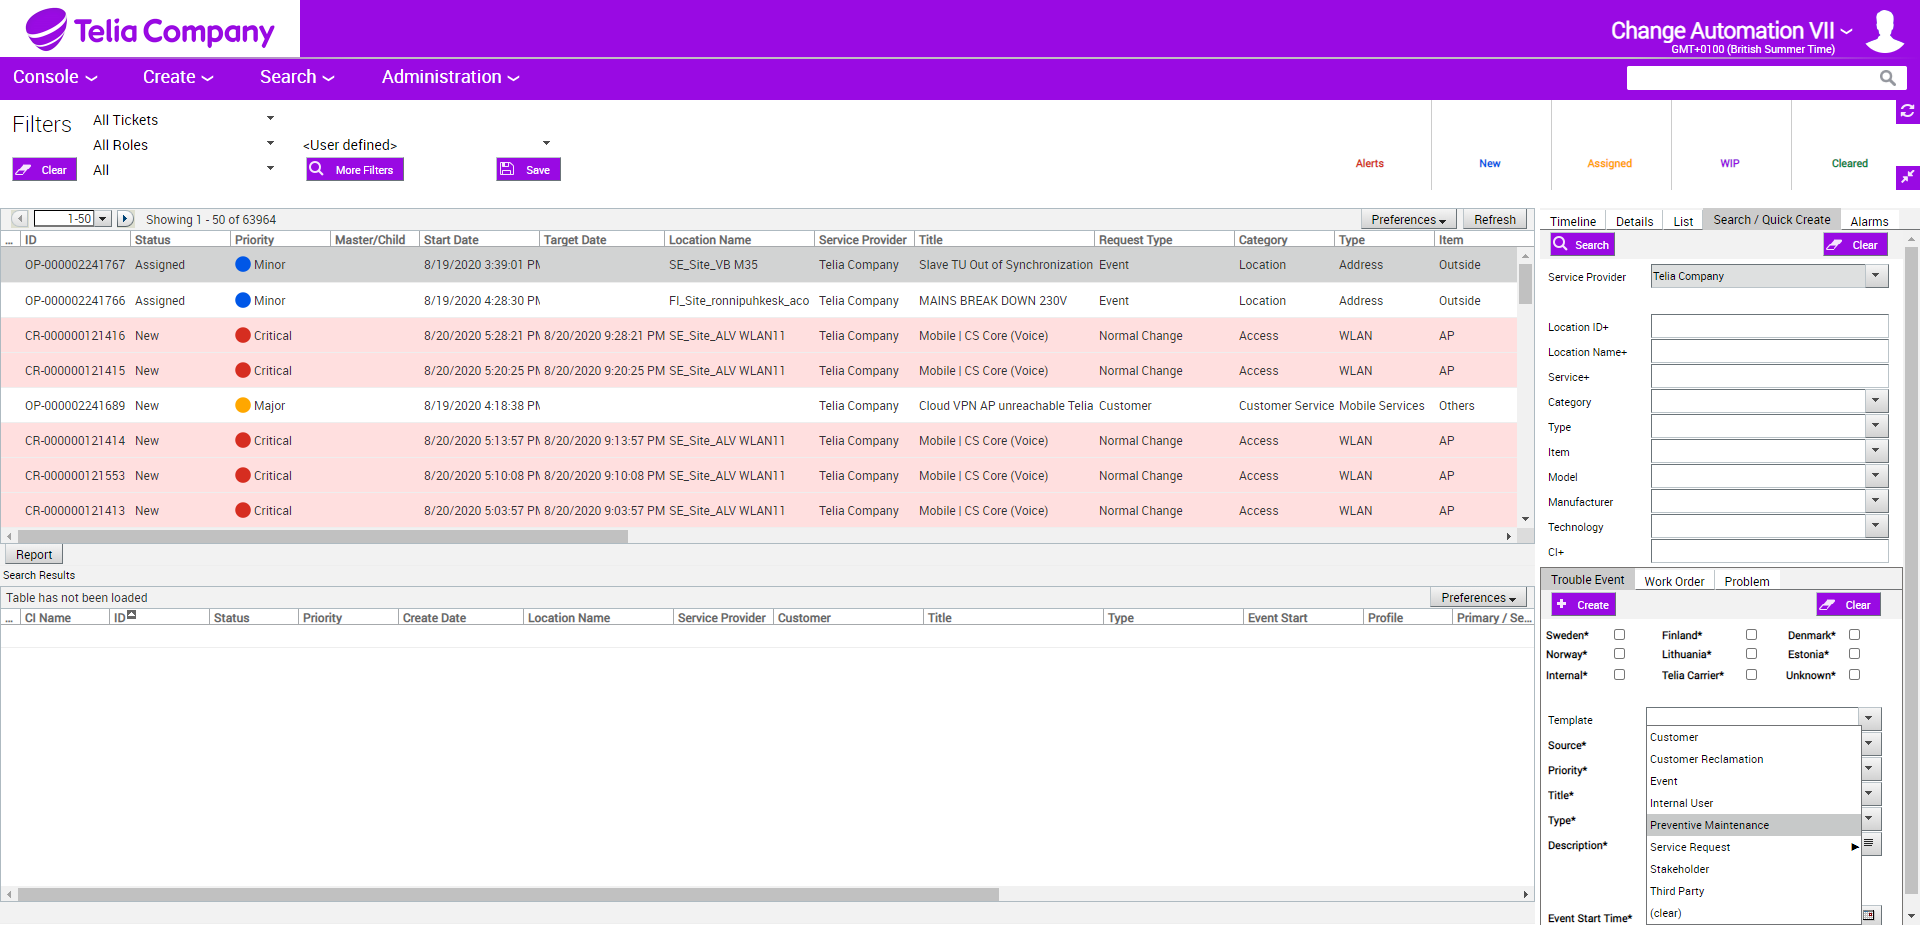 Telia Company
Change Automation VII
GMT+0100 (British Summer Time)
Console Create Search Administration
Filters
All Tickets
All Roles
<User defined>
Clear
All
More Filters
Save
Alerts
New
Assigned
WIP
Cleared
1-50
Showing 1 - 50 of 63964
Preferences
Refresh
... ID Status Priority Master/Child Start Date Target Date Location Name Service Provider Title Request Type Category Type Item
OP-000002241767 Assigned Minor 8/19/2020 3:39:01 PM SE_Site_VB M35 Telia Company Slave TU Out of Synchronization Event Location Address Outside
OP-000002241766 Assigned Minor 8/19/2020 4:28:30 PM FI_Site_ronnipuhkesk_aco Telia Company MAINS BREAK DOWN 230V Event Location Address Outside
CR-000000121416 New Critical 8/20/2020 5:28:21 PM 8/20/2020 9:28:21 PM SE_Site_ALV WLAN11 Telia Company Mobile | CS Core (Voice) Normal Change Access WLAN AP
CR-000000121415 New Critical 8/20/2020 5:20:25 PM 8/20/2020 9:20:25 PM SE_Site_ALV WLAN11 Telia Company Mobile | CS Core (Voice) Normal Change Access WLAN AP
OP-000002241689 New Major 8/19/2020 4:18:38 PM Telia Company Cloud VPN AP unreachable Telia Customer Customer Service Mobile Services Others
CR-000000121414 New Critical 8/20/2020 5:13:57 PM 8/20/2020 9:13:57 PM SE_Site_ALV WLAN11 Telia Company Mobile | CS Core (Voice) Normal Change Access WLAN AP
CR-000000121553 New Critical 8/20/2020 5:10:08 PM 8/20/2020 9:10:08 PM SE_Site_ALV WLAN11 Telia Company Mobile | CS Core (Voice) Normal Change Access WLAN AP
CR-000000121413 New Critical 8/20/2020 5:03:57 PM 8/20/2020 9:03:57 PM SE_Site_ALV WLAN11 Telia Company Mobile | CS Core (Voice) Normal Change Access WLAN AP
Report
Search Results
Table has not been loaded
Preferences
... CI Name ID Status Priority Create Date Location Name Service Provider Customer Title Type Event Start Profile Primary / Se...
Timeline Details List Search / Quick Create Alarms
Search
Clear
Service Provider Telia Company
Location ID+
Location Name+
Service+
Category
Type
Item
Model
Manufacturer
Technology
CI+
Trouble Event Work Order Problem
Create
Clear
Sweden* Finland* Denmark*
Norway* Lithuania* Estonia*
Internal* Telia Carrier* Unknown*
Template
Source*
Priority*
Title*
Type*
Description*
Event Start Time*
Customer
Customer Reclamation
Event
Internal User
Preventive Maintenance
Service Request
Stakeholder
Third Party
(clear)